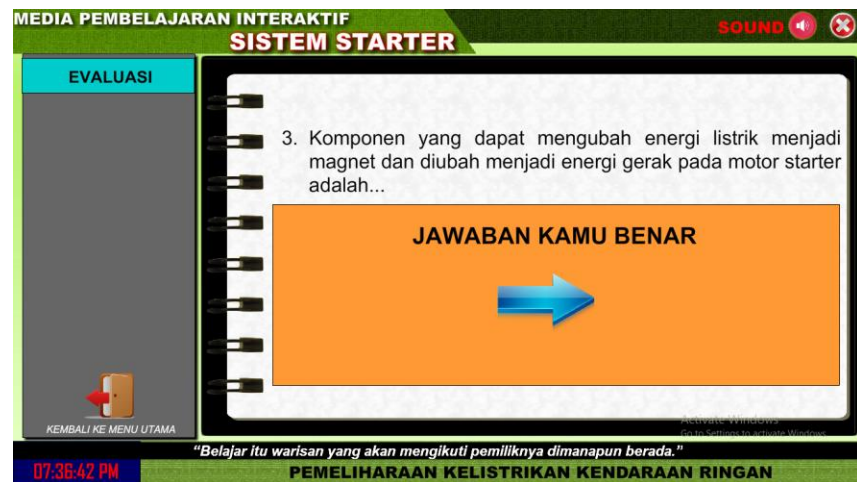 MEDIA PEMBELAJARAN INTERAKTIF
SISTEM STARTER
SOUND
EVALUASI
3. Komponen yang dapat mengubah energi listrik menjadi
magnet dan diubah menjadi energi gerak pada motor starter
adalah...
JAWABAN KAMU BENAR
KEMBALI KE MENU UTAMA
Activate Windows
Go to Settings to activate Windows.
"Belajar itu warisan yang akan mengikuti pemiliknya dimanapun berada."
07:36:42 PM
PEMELIHARAAN KELISTRIKAN KENDARAAN RINGAN